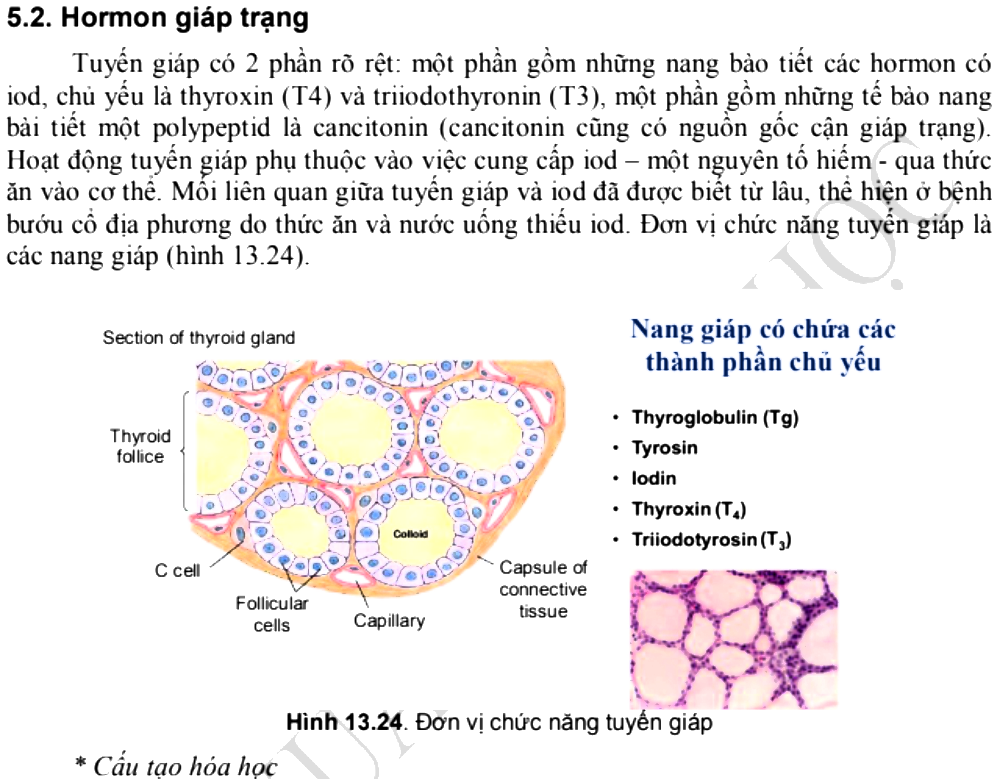 5.2. Hormon giáp trạng
Tuyến giáp có 2 phần rõ rệt: một phần gồm những nang bào tiết các hormon có
iod, chủ yếu là thyroxin (T4) và triiodothyronin (T3), một phần gồm những tế bào nang
bài tiết một polypeptid là cancitonin (cancitonin cũng có nguồn gốc cận giáp trạng).
Hoạt động tuyến giáp phụ thuộc vào việc cung cấp iod – một nguyên tố hiếm - qua thức
ăn vào cơ thể. Mối liên quan giữa tuyến giáp và iod đã được biết từ lâu, thể hiện ở bệnh
bướu cổ địa phương do thức ăn và nước uống thiếu iod. Đơn vị chức năng tuyến giáp là
các nang giáp (hình 13.24).
Section of thyroid gland
Thyroid
follice
C cell
Follicular
cells
Capillary
Colloid
Capsule of
connective
tissue
Nang giáp có chứa các
thành phần chủ yếu
• Thyroglobulin (Tg)
• Tyrosin
• Iodin
• Thyroxin (T₄)
• Triiodotyrosin (T₃)
Hình 13.24. Đơn vị chức năng tuyến giáp
* Cấu tạo hóa học